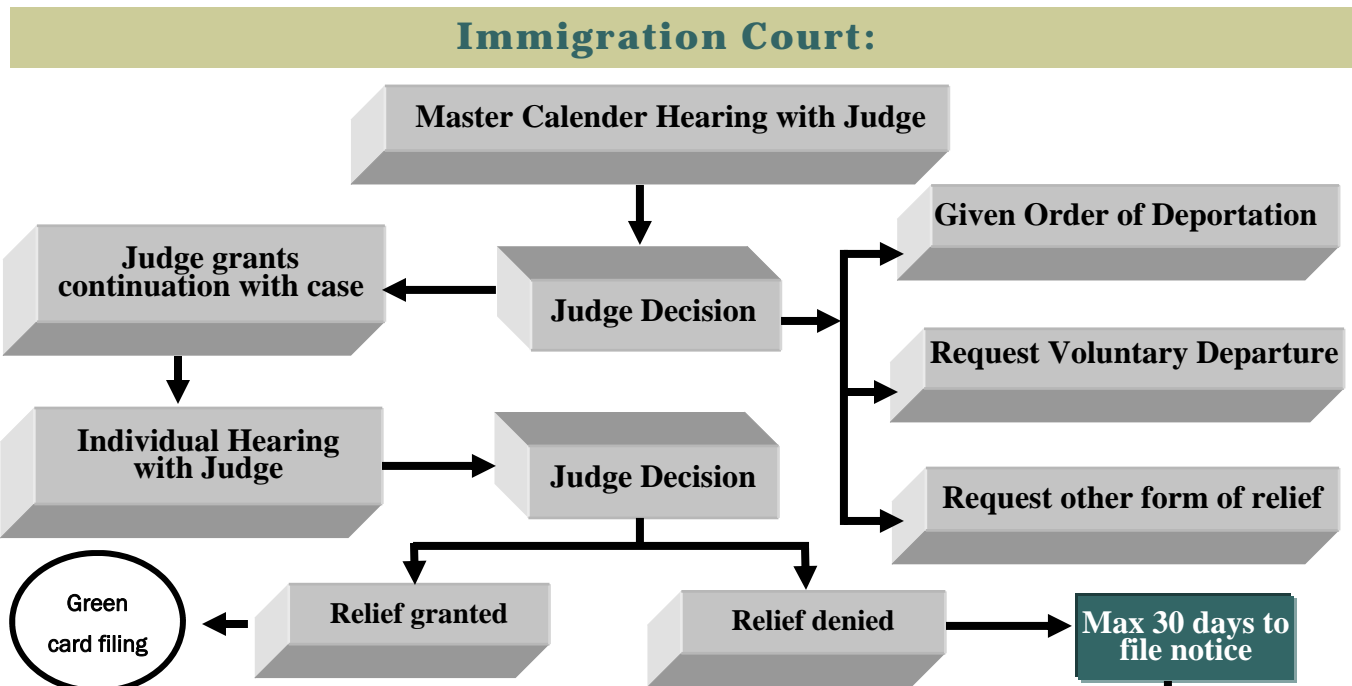 Immigration Court:
Master Calender Hearing with Judge
Given Order of Deportation
Judge grants
continuation with case
Judge Decision
Request Voluntary Departure
Individual Hearing
with Judge
Judge Decision
Request other form of relief
Green
card filing
Relief granted
Relief denied
Max 30 days to
file notice